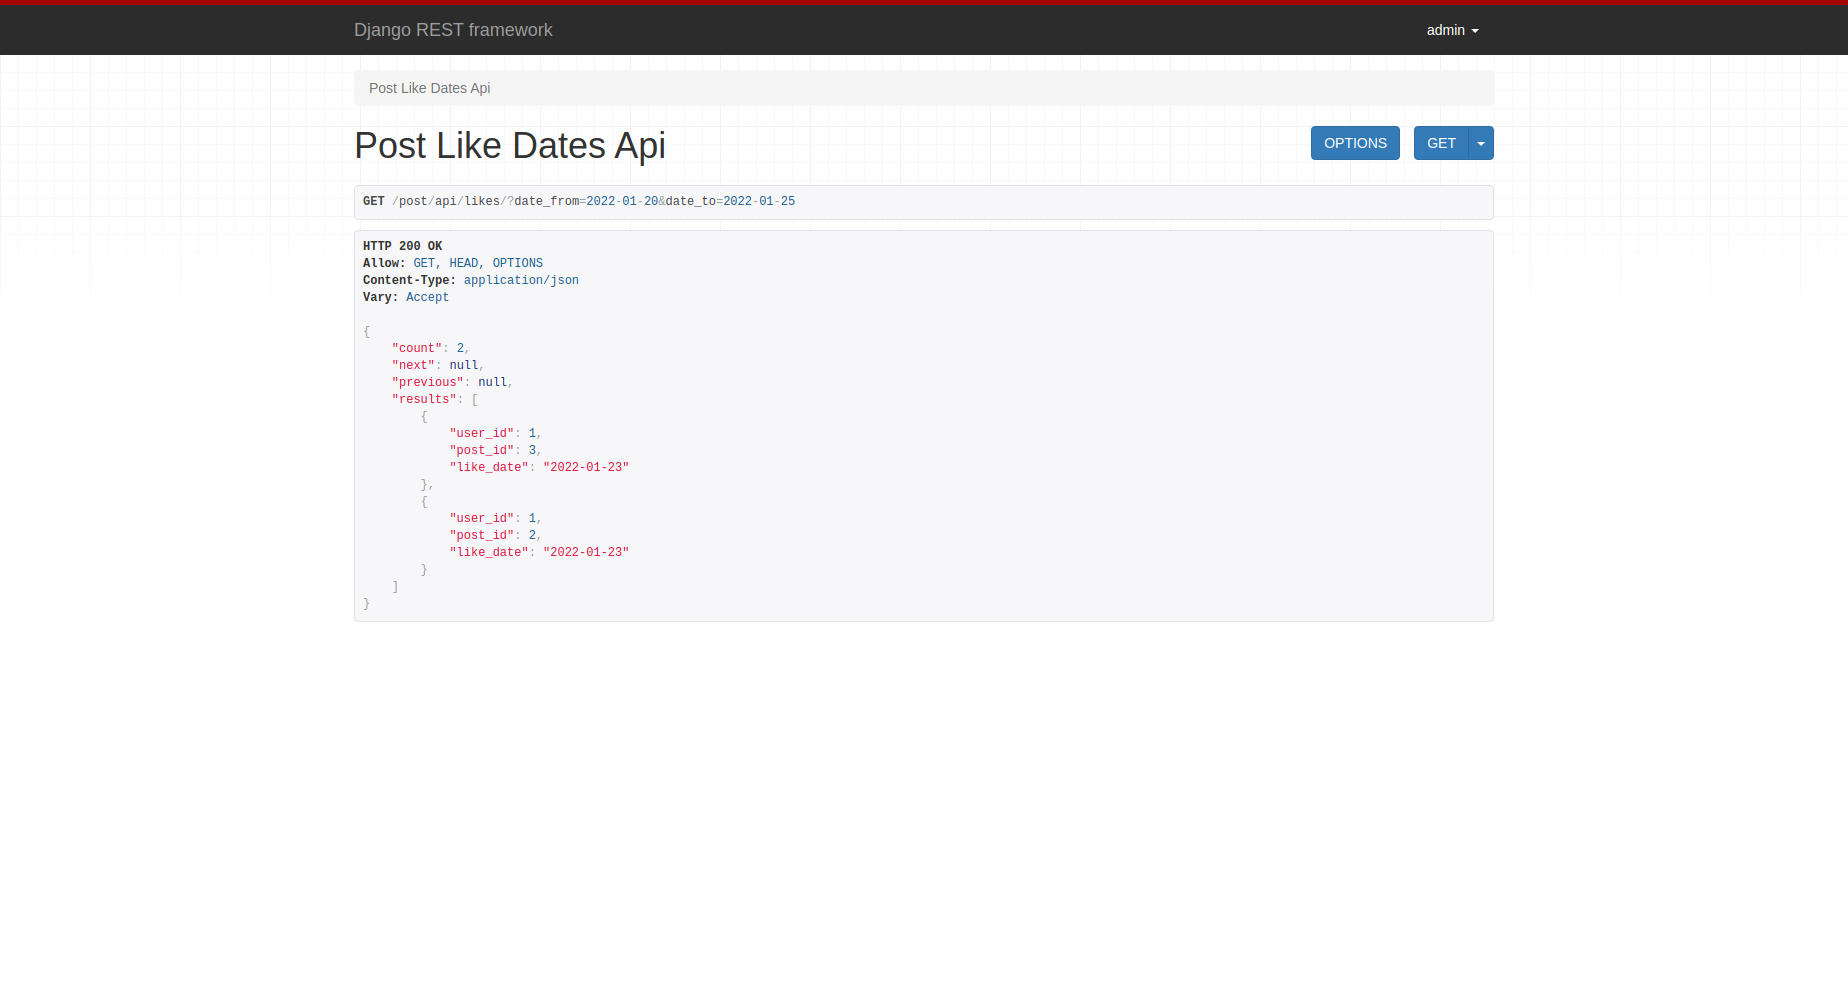 Django REST framework
admin
Post Like Dates Api
Post Like Dates Api
OPTIONS
GET
GET /post/api/likes/?date_from=2022-01-20&date_to=2022-01-25
HTTP 200 OK
Allow: GET, HEAD, OPTIONS
Content-Type: application/json
Vary: Accept
{
    "count": 2,
    "next": null,
    "previous": null,
    "results": [
        {
            "user_id": 1,
            "post_id": 3,
            "like_date": "2022-01-23"
        },
        {
            "user_id": 1,
            "post_id": 2,
            "like_date": "2022-01-23"
        }
    ]
}